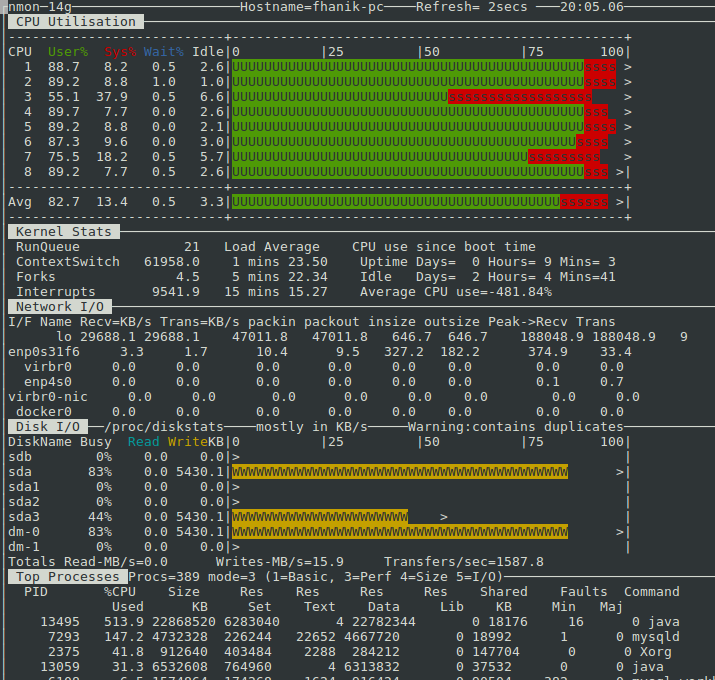 nmon─14g─────────────────────Hostname=fhanik-pc────Refresh= 2secs ───20:05.06──
CPU Utilisation
---------------------------+-------------------------------------------------+
CPU  User%  Sys% Wait% Idle|0          |25         |50          |75       100|
1  88.7   8.2   0.5   2.6|UUUUUUUUUUUUUUUUUUUUUUUUUUUUUUUUUUUUUUUUUUUUssss >
2  89.2   8.8   1.0   1.0|UUUUUUUUUUUUUUUUUUUUUUUUUUUUUUUUUUUUUUUUUUUUssss >
3  55.1  37.9   0.5   6.6|UUUUUUUUUUUUUUUUUUUUUUUUUUUssssssssssssssssss    >
4  89.7   7.7   0.0   2.6|UUUUUUUUUUUUUUUUUUUUUUUUUUUUUUUUUUUUUUUUUUUUsss  >
5  89.2   8.8   0.0   2.1|UUUUUUUUUUUUUUUUUUUUUUUUUUUUUUUUUUUUUUUUUUUUssss >
6  87.3   9.6   0.0   3.0|UUUUUUUUUUUUUUUUUUUUUUUUUUUUUUUUUUUUUUUUUUUssss  >
7  75.5  18.2   0.5   5.7|UUUUUUUUUUUUUUUUUUUUUUUUUUUUUUUUUUUUUsssssssss   >
8  89.2   7.7   0.5   2.6|UUUUUUUUUUUUUUUUUUUUUUUUUUUUUUUUUUUUUUUUUUUUsss >|
---------------------------+-------------------------------------------------+
Avg  82.7  13.4   0.5   3.3|UUUUUUUUUUUUUUUUUUUUUUUUUUUUUUUUUUUUUUUUUssssss >|
---------------------------+-------------------------------------------------+
Kernel Stats
RunQueue             21   Load Average    CPU use since boot time
ContextSwitch   61958.0    1 mins 23.50    Uptime Days=  0 Hours= 9 Mins= 3
Forks               4.5    5 mins 22.34    Idle   Days=  2 Hours= 4 Mins=41
Interrupts       9541.9   15 mins 15.27    Average CPU use=-481.84%
Network I/O
I/F Name Recv=KB/s Trans=KB/s packin packout insize outsize Peak->Recv Trans
lo 29688.1 29688.1    47011.8  47011.8   646.7  646.7    188048.9 188048.9   9
enp0s31f6     3.3     1.7      10.4      9.5   327.2  182.2      374.9    33.4
virbr0     0.0     0.0       0.0      0.0    0.0    0.0        0.0     0.0
enp4s0     0.0     0.0       0.0      0.0    0.0    0.0        0.1     0.7
virbr0-nic     0.0     0.0       0.0      0.0    0.0    0.0        0.0     0.0
docker0     0.0     0.0       0.0      0.0    0.0    0.0        0.0     0.0
Disk I/O ──/proc/diskstats────mostly in KB/s─────Warning:contains duplicates
DiskName Busy  Read WriteKB|0          |25         |50          |75       100|
sdb        0%    0.0    0.0|>                                                |
sda       83%    0.0 5430.1|WWWWWWWWWWWWWWWWWWWWWWWWWWWWWWWWWWWWWWWWWW      >|
sda1       0%    0.0    0.0|>                                                |
sda2       0%    0.0    0.0|>                                                |
sda3      44%    0.0 5430.1|WWWWWWWWWWWWWWWWWWWWWW    >                      |
dm-0      83%    0.0 5430.1|WWWWWWWWWWWWWWWWWWWWWWWWWWWWWWWWWWWWWWWWWW      >|
dm-1       0%    0.0    0.0|>                                                |
Totals Read-MB/s=0.0      Writes-MB/s=15.9     Transfers/sec=1587.8
Top Processes Procs=389 mode=3 (1=Basic, 3=Perf 4=Size 5=I/O)
PID       %CPU    Size     Res    Res     Res     Res    Shared    Faults  Command
Used      KB     Set    Text    Data     Lib    KB     Min   Maj
13495   513.9 22868520 6283040       4 22782344     0 18176     16      0 java
7293   147.2 4732328  226244   22652 4667720       0 18992     1      0 mysqld
2375    41.8  912640  403484    2288  284212       0 147704    0      0 Xorg
13059    31.3 6532608  764960       4 6313832       0 37532     0      0 java